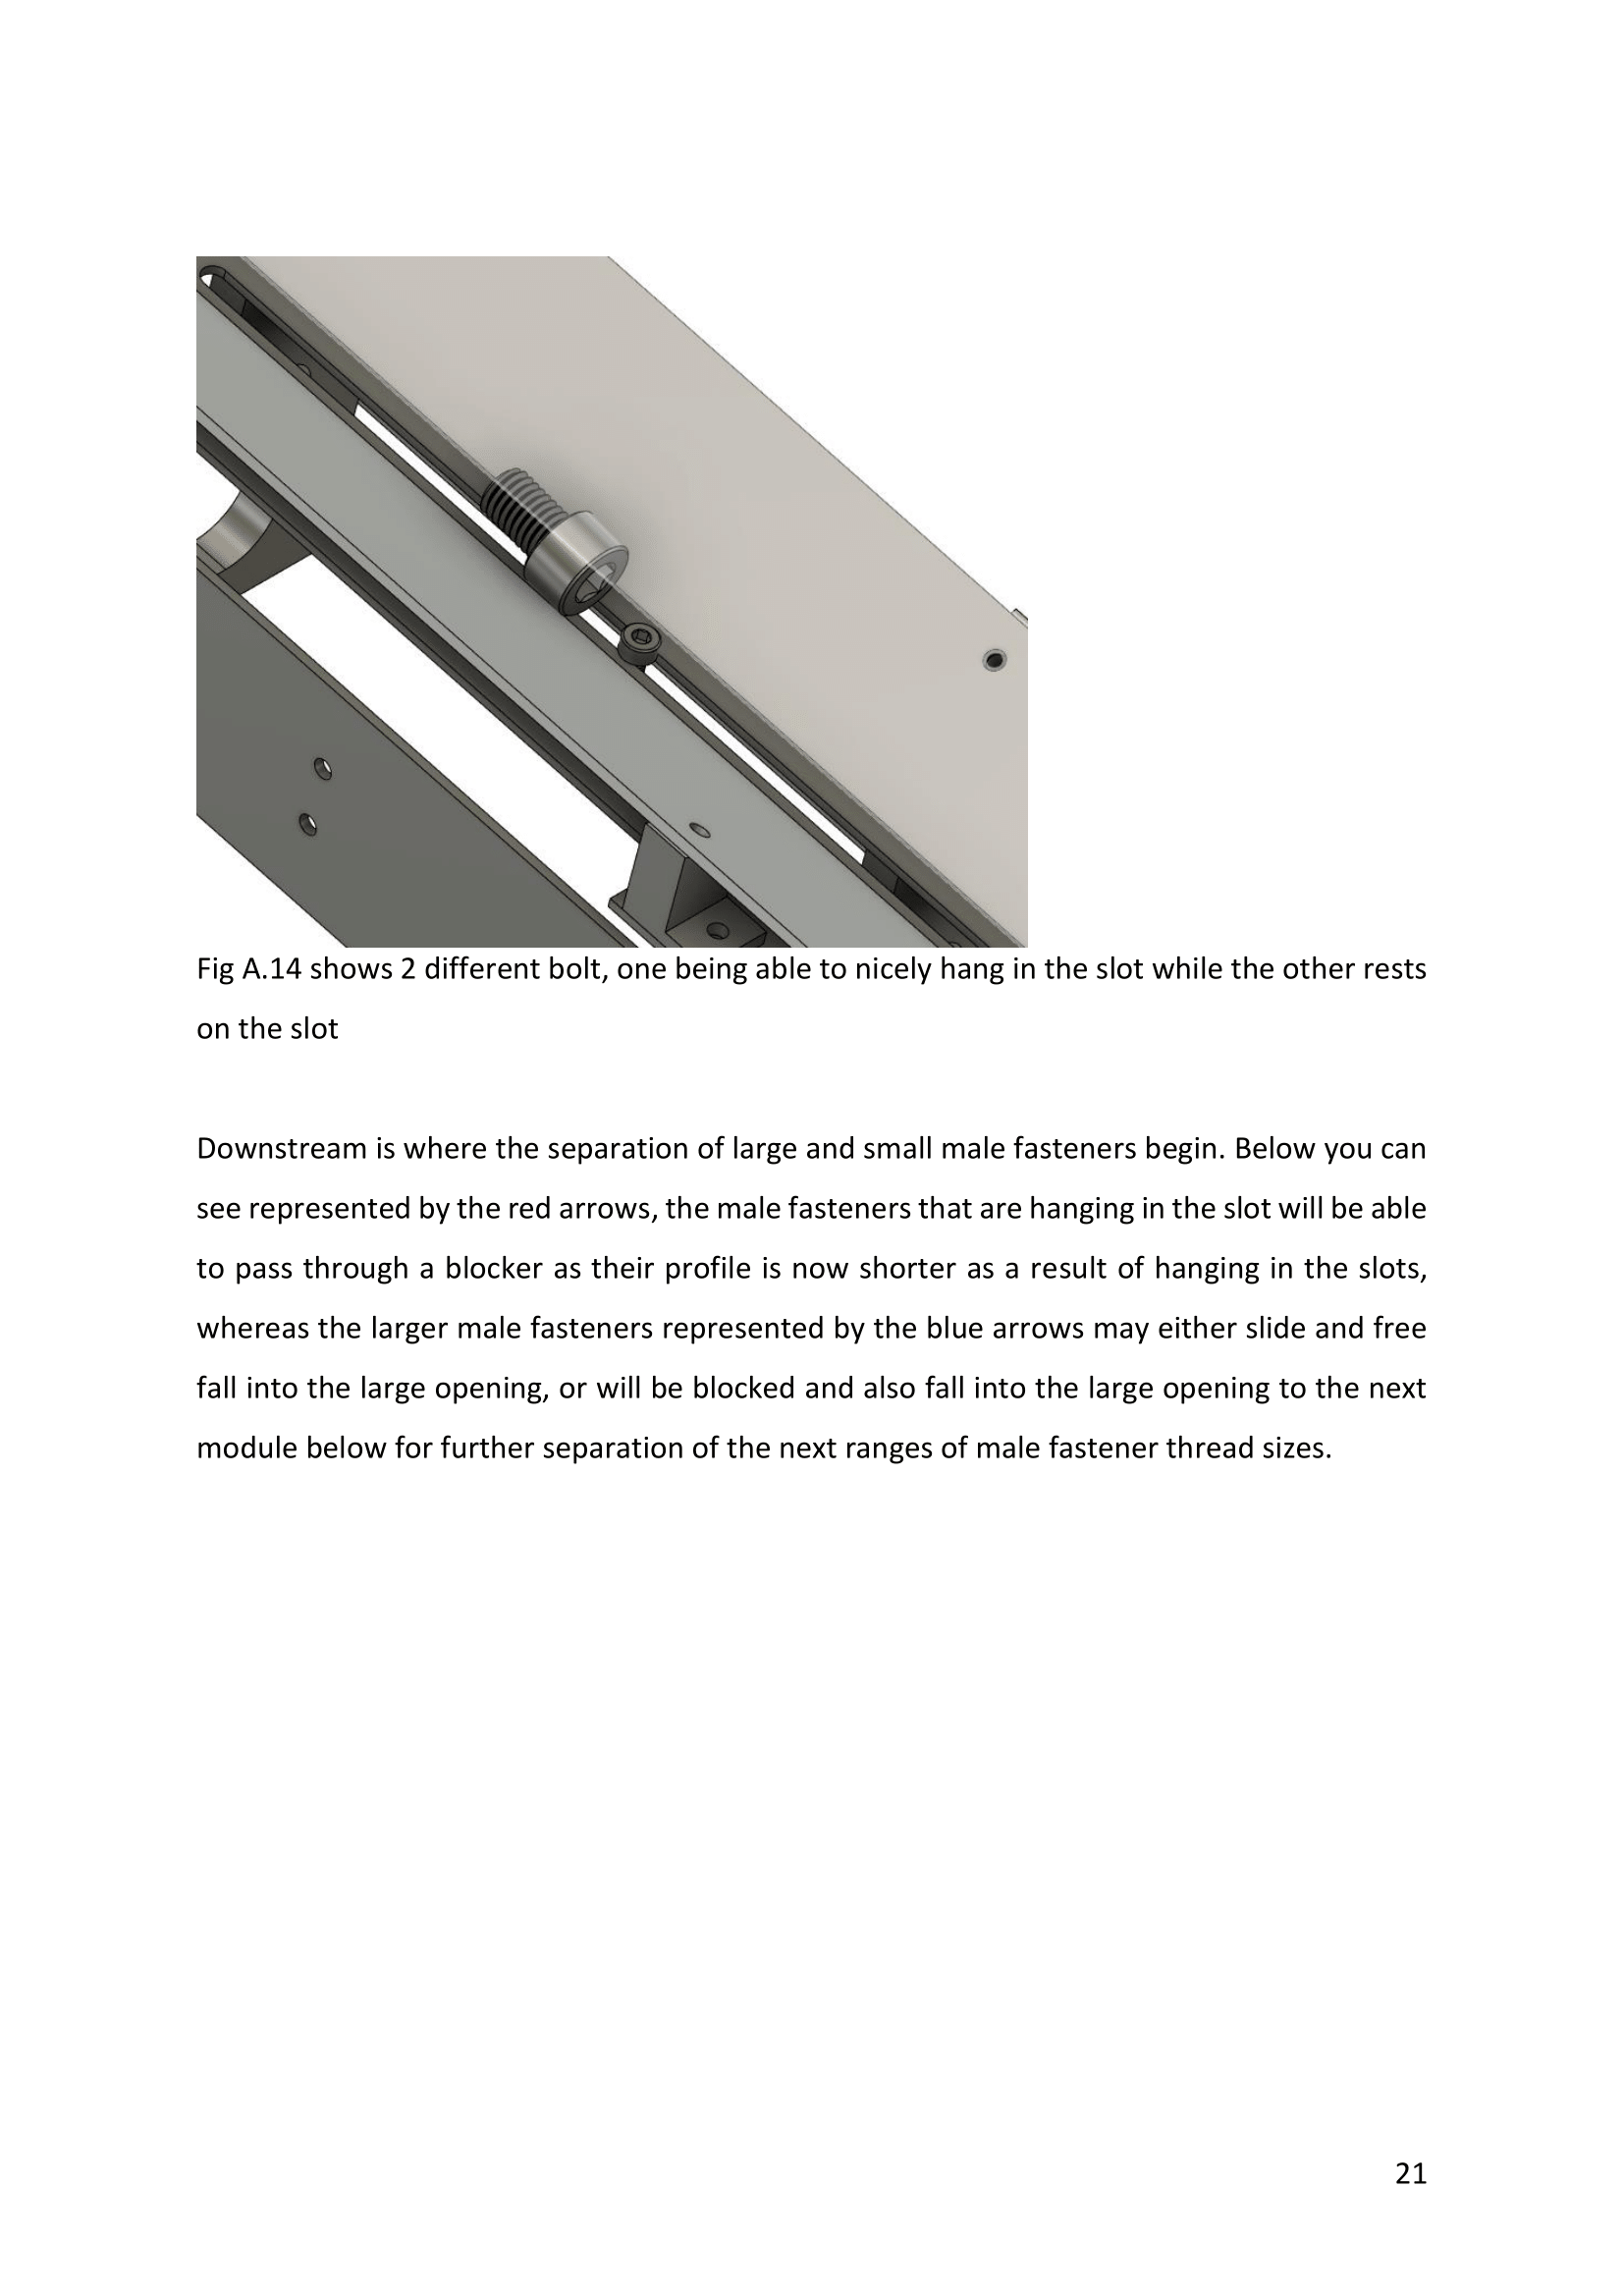 Fig A.14 shows 2 different bolt, one being able to nicely hang in the slot while the other rests
on the slot
Downstream is where the separation of large and small male fasteners begin. Below you can
see represented by the red arrows, the male fasteners that are hanging in the slot will be able
to pass through a blocker as their profile is now shorter as a result of hanging in the slots,
whereas the larger male fasteners represented by the blue arrows may either slide and free
fall into the large opening, or will be blocked and also fall into the large opening to the next
module below for further separation of the next ranges of male fastener thread sizes.
21